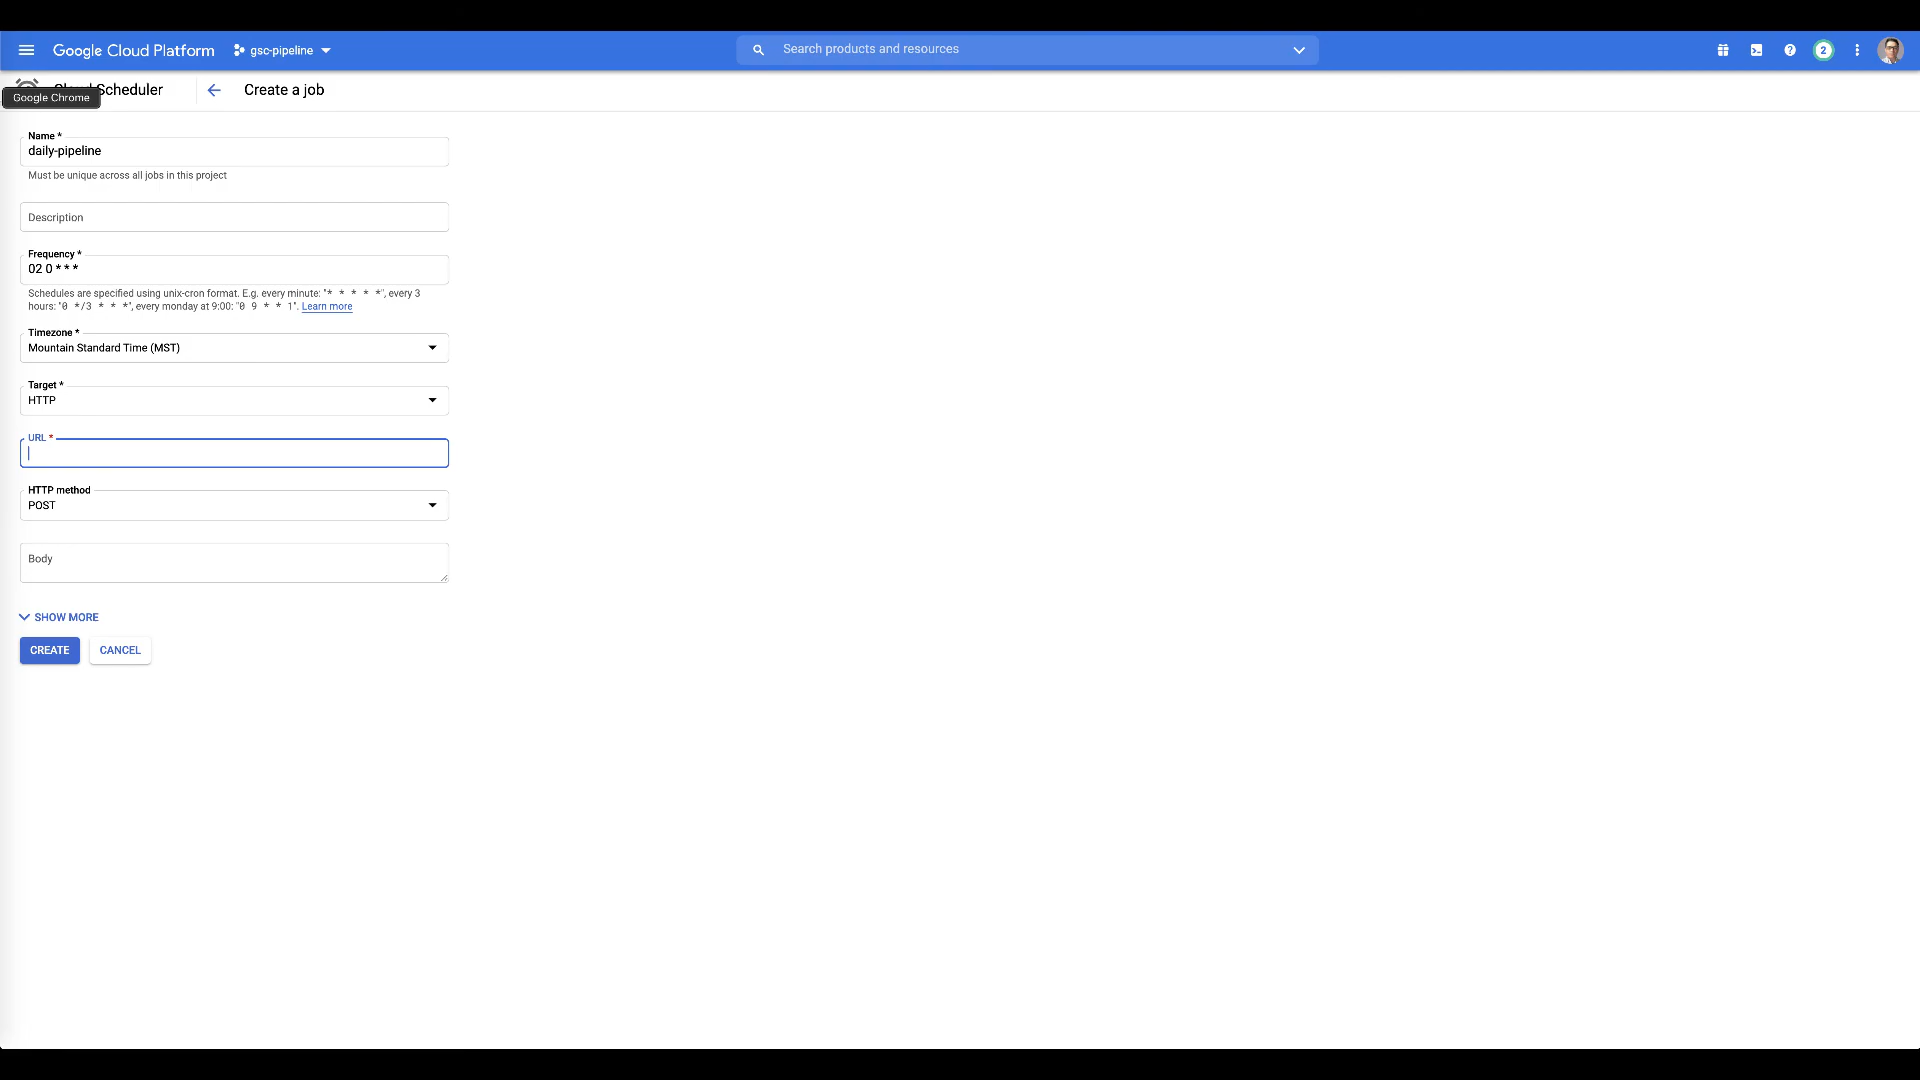 Google Cloud Platform
gsc-pipeline
Search products and resources
2
Cloud Scheduler
Create a job
Google Chrome
Name *
daily-pipeline
Must be unique across all jobs in this project
Description
Frequency *
02 0 * * *
Schedules are specified using unix-cron format. E.g. every minute: "* * * * *", every 3
hours: "0 */3 * * *", every monday at 9:00: "0 9 * * 1". Learn more
Timezone *
Mountain Standard Time (MST)
Target *
HTTP
URL *
HTTP method
POST
Body
SHOW MORE
CREATE
CANCEL